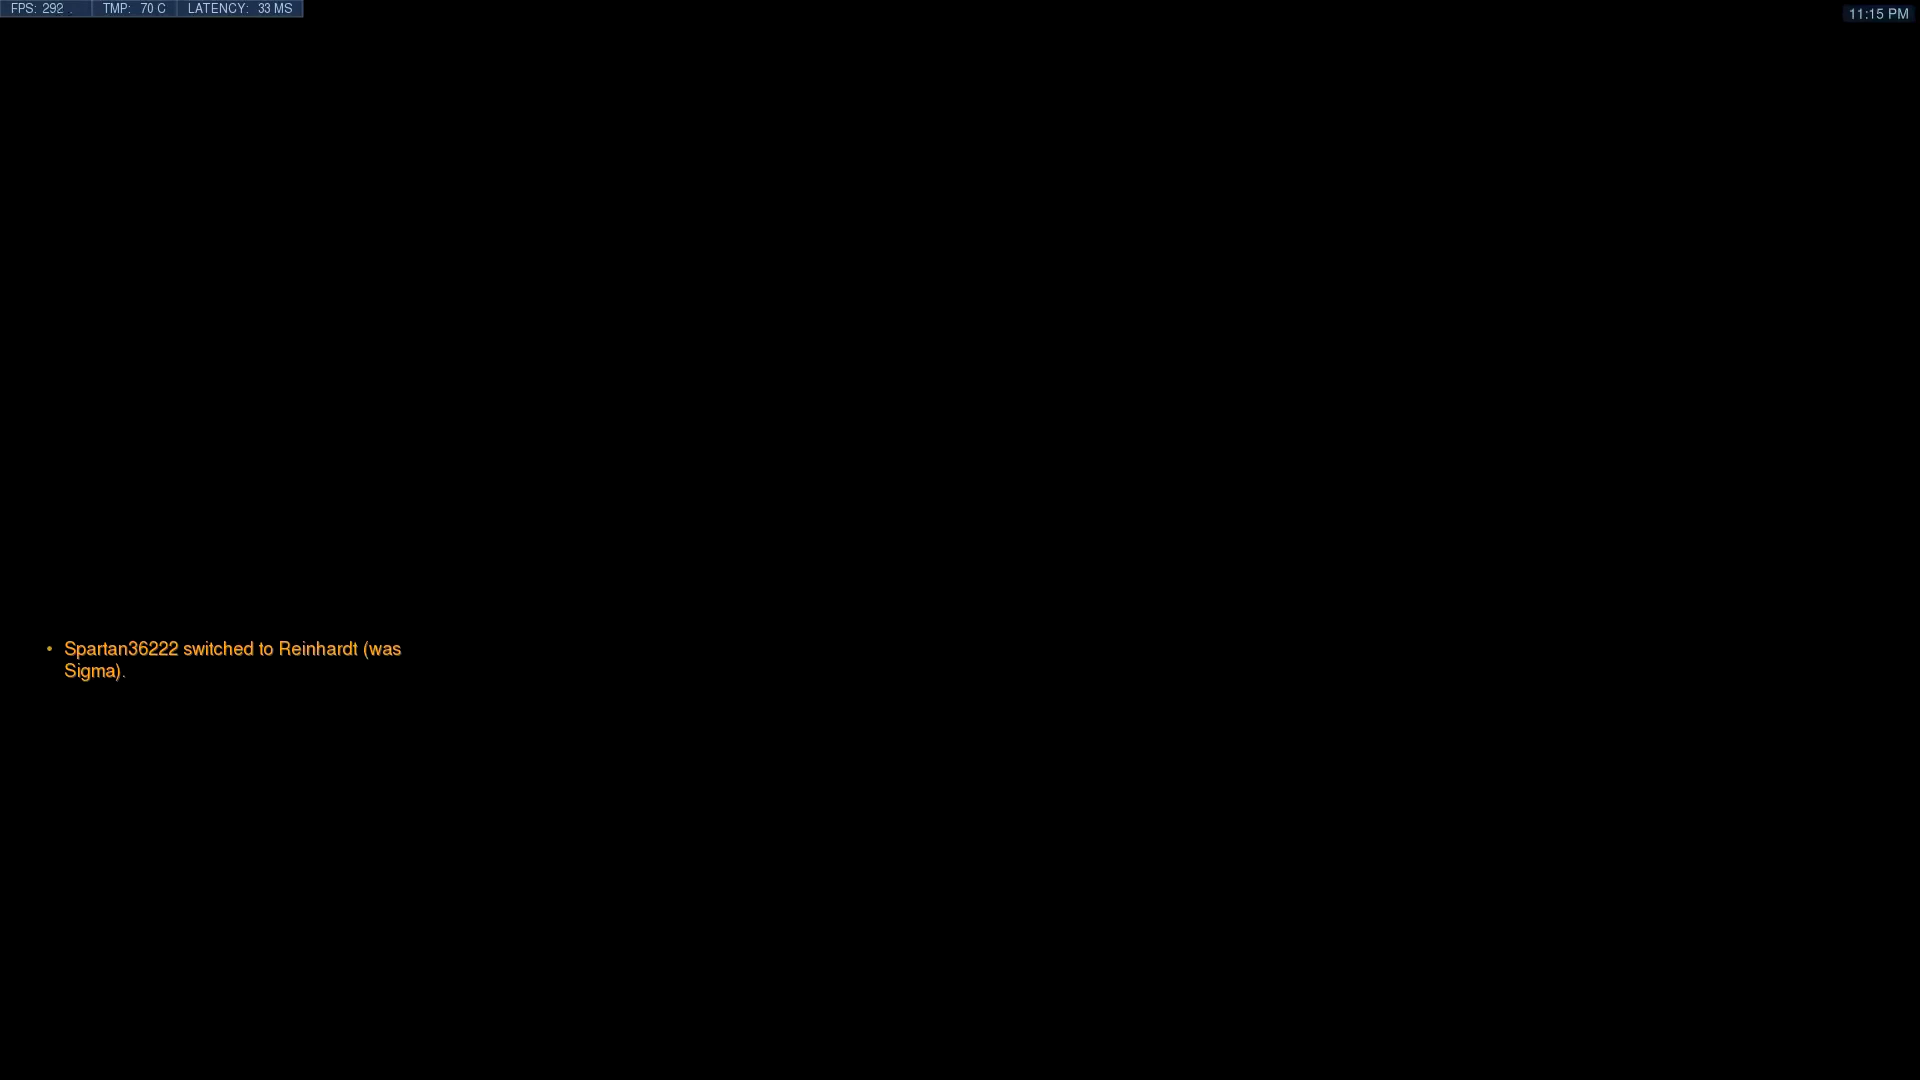 FPS: 292 TMP: 70 C LATENCY: 33 MS
11:15 PM
• Spartan36222 switched to Reinhardt (was
Sigma).